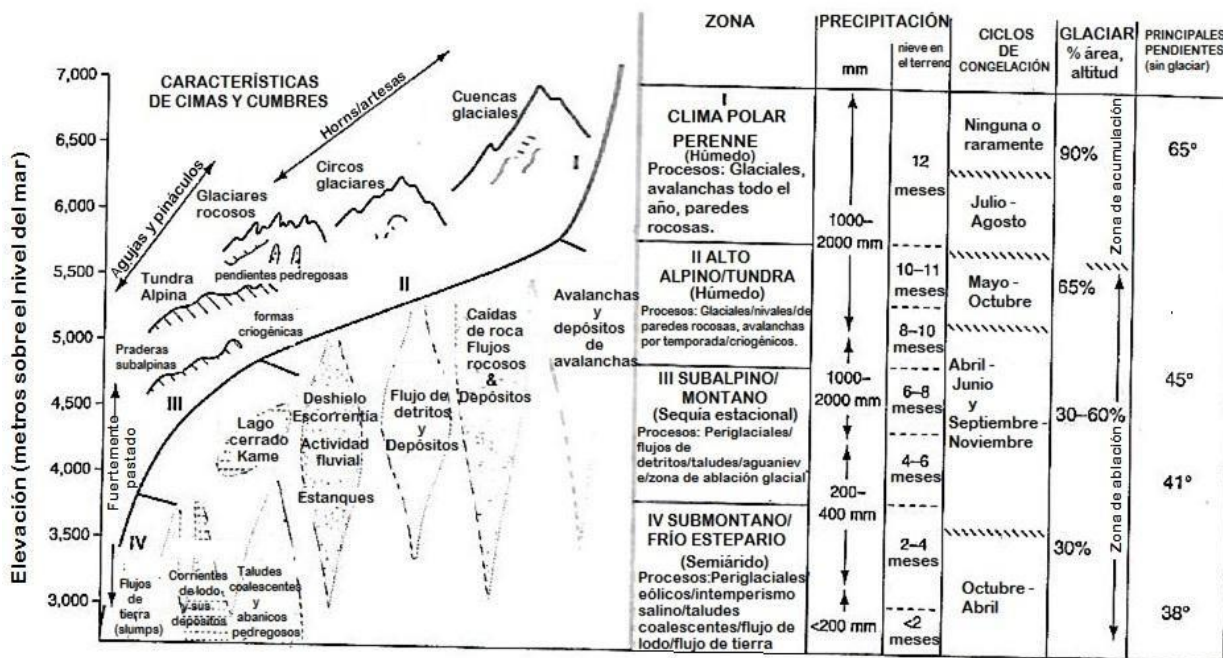 Elevación (metros sobre el nivel del mar)
7,000
6,500
6,000
5,500
5,000
4,500
4,000
3,500
3,000
CARACTERÍSTICAS
DE CIMAS Y CUMBRES
Agujas y pináculos
Horns/artesas
Cuencas
glaciales
Circos
glaciares
Glaciares
rocosos
pendientes pedregosas
Tundra
Alpina
formas
criogénicas
Praderas
subalpinas
Fuertemente
pastado
I
II
III
IV
Avalanchas
y
depósitos
de
avalanchas
Caídas
de roca
Flujos
rocosos
&
Depósitos
Flujo de
detritos
y
Depósitos
Deshielo
Escorrentía
Actividad
fluvial
Estanques
Lago
cerrado
Kame
Flujos
de
tierra
(slumps)
Corrientes
de lodo
y sus
depósitos
Taludes
coalescentes
y
abanicos
pedregosos
ZONA
I
CLIMA POLAR
PERENNE
(Húmedo)
Procesos: Glaciales,
avalanchas todo el
año, paredes
rocosas.
II ALTO
ALPINO/TUNDRA
(Húmedo)
Procesos: Glaciales/nivales/de
paredes rocosas, avalanchas
por temporada/criogénicos.
III SUBALPINO/
MONTANO
(Sequía estacional)
Procesos: Periglaciales/
flujos de
detritos/taludes/aguaniev
e/zona de ablación glacial
IV SUBMONTANO/
FRÍO ESTEPARIO
(Semiárido)
Procesos:Periglaciales
eólicos/intemperismo
salino/taludes
coalescentes/flujo de
lodo/flujo de tierra
PRECIPITACIÓN
mm
1000–
2000 mm
1000–
2000 mm
200–
400 mm
<200 mm
nieve en
el terreno
12
meses
10–11
meses
8–10
meses
6–8
meses
4–6
meses
2–4
meses
<2
meses
CICLOS
DE
CONGELACIÓN
Ninguna o
raramente
Julio -
Agosto
Mayo -
Octubre
Abril -
Junio
y
Septiembre -
Noviembre
Octubre -
Abril
GLACIAR
% área,
altitud
90%
65%
30–60%
30%
Zona de acumulación
Zona de ablación
PRINCIPALES
PENDIENTES
(sin glaciar)
65°
45°
41°
38°